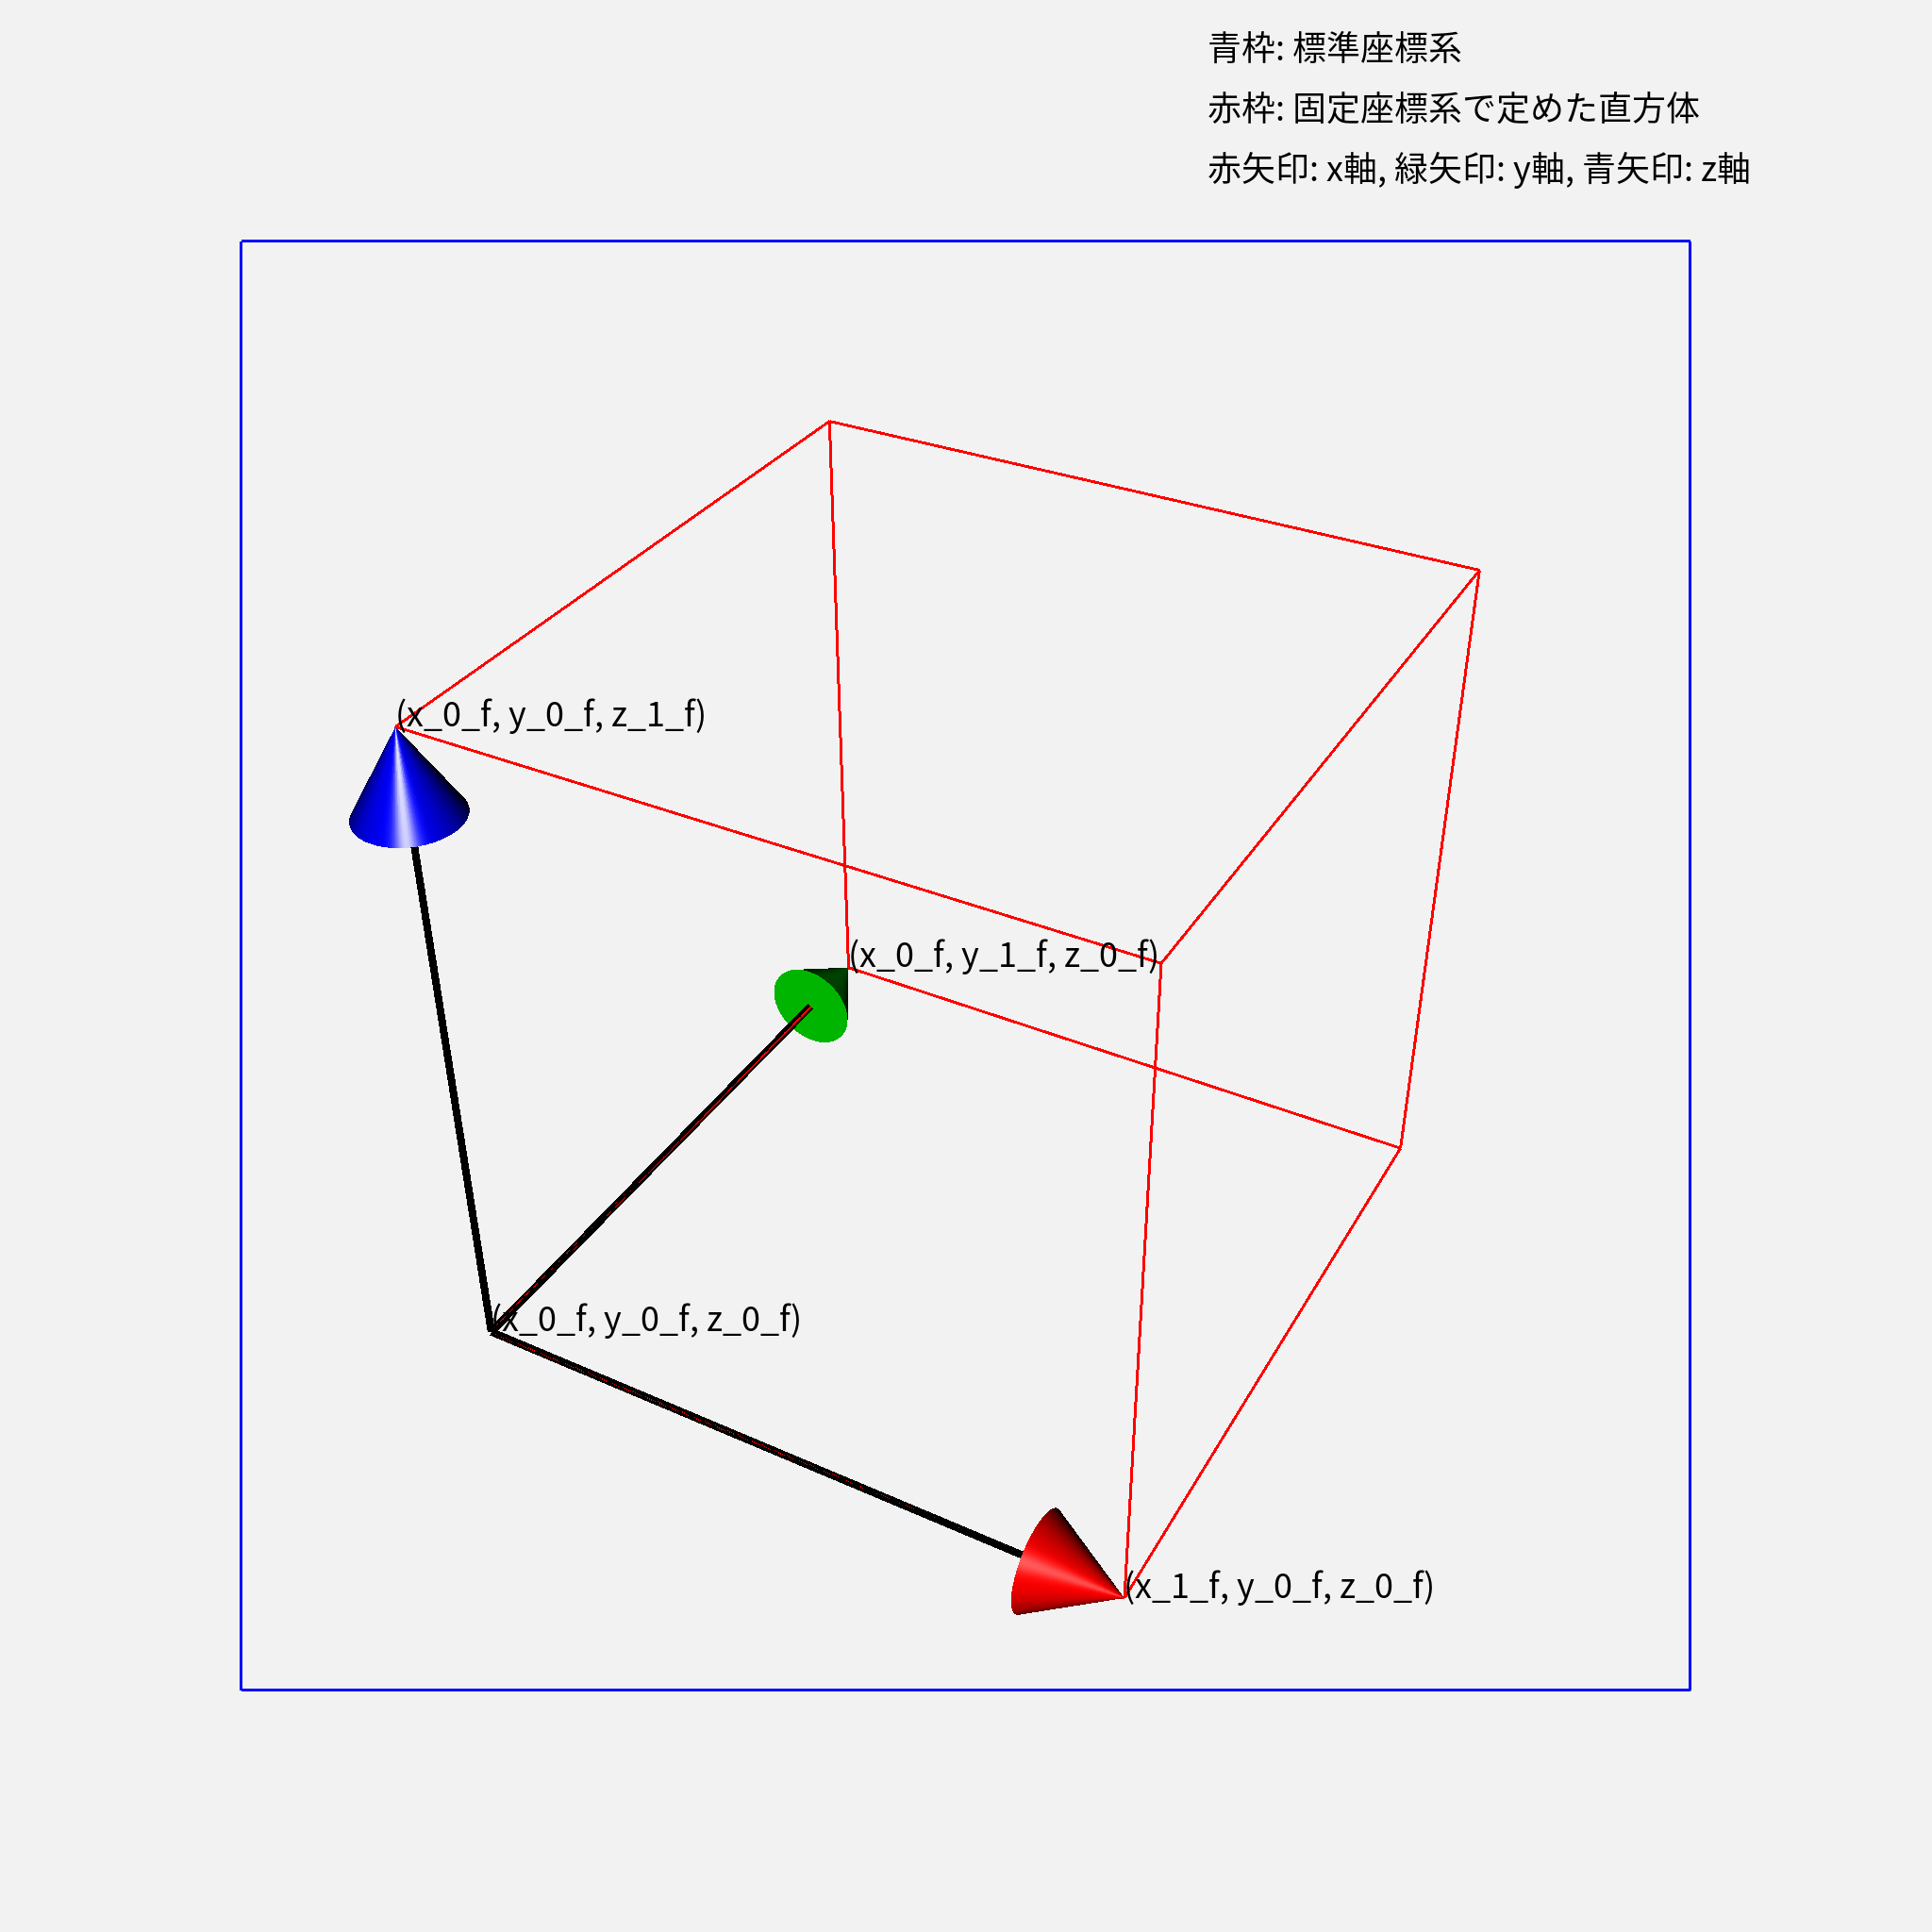 青枠: 標準座標系
赤枠: 固定座標系で定めた直方体
赤矢印: x軸, 緑矢印: y軸, 青矢印: z軸
(x_0_f, y_0_f, z_1_f)
(x_0_f, y_1_f, z_0_f)
(x_0_f, y_0_f, z_0_f)
(x_1_f, y_0_f, z_0_f)